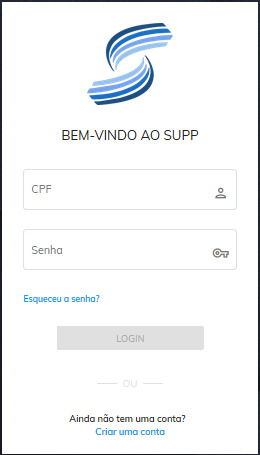 BEM-VINDO AO SUPP
CPF
Senha
Esqueceu a senha?
LOGIN
OU
Ainda não tem uma conta?
Criar uma conta